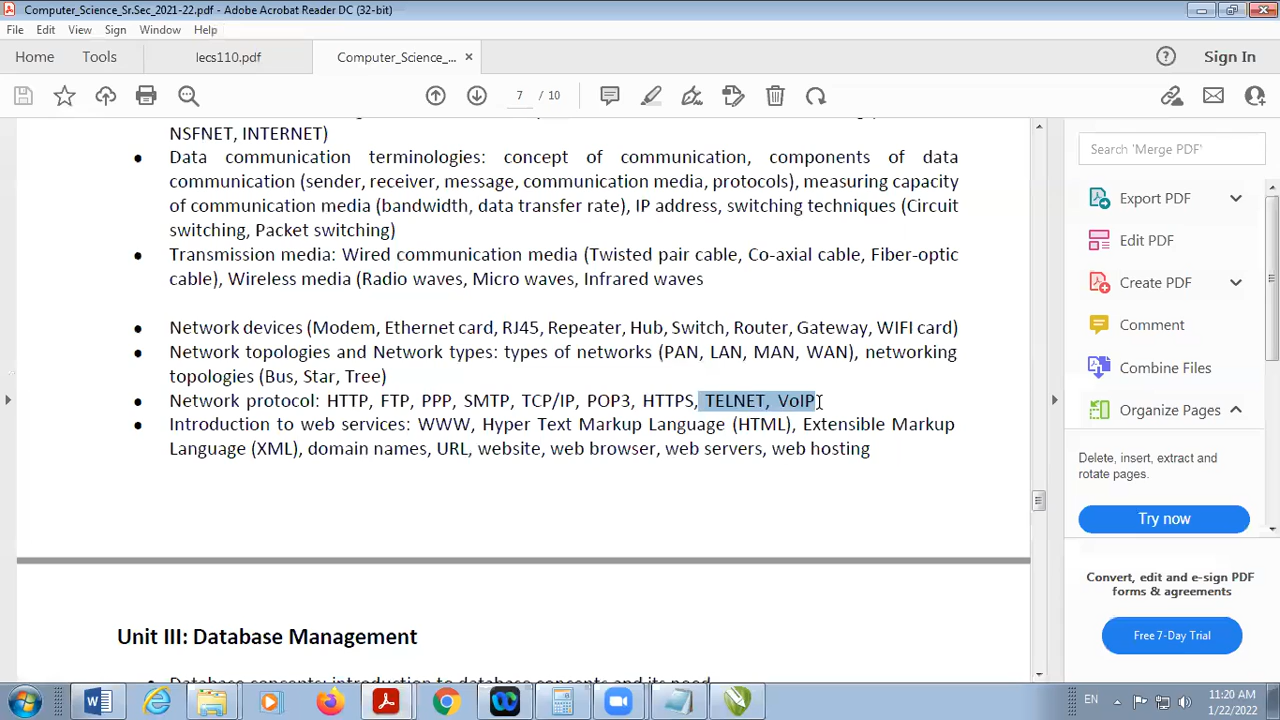 Computer_Science_Sr.Sec_2021-22.pdf - Adobe Acrobat Reader DC (32-bit)
File Edit View Sign Window Help
Home Tools lecs110.pdf Computer_Science_... × Sign In
7 / 10
NSFNET, INTERNET)
● Data communication terminologies: concept of communication, components of data
communication (sender, receiver, message, communication media, protocols), measuring capacity
of communication media (bandwidth, data transfer rate), IP address, switching techniques (Circuit
switching, Packet switching)
● Transmission media: Wired communication media (Twisted pair cable, Co-axial cable, Fiber-optic
cable), Wireless media (Radio waves, Micro waves, Infrared waves
● Network devices (Modem, Ethernet card, RJ45, Repeater, Hub, Switch, Router, Gateway, WIFI card)
● Network topologies and Network types: types of networks (PAN, LAN, MAN, WAN), networking
topologies (Bus, Star, Tree)
● Network protocol: HTTP, FTP, PPP, SMTP, TCP/IP, POP3, HTTPS, TELNET, VoIP
● Introduction to web services: WWW, Hyper Text Markup Language (HTML), Extensible Markup
Language (XML), domain names, URL, website, web browser, web servers, web hosting
Unit III: Database Management
● Database concepts: introduction to database concepts and its need
Search 'Merge PDF'
Export PDF
Edit PDF
Create PDF
Comment
Combine Files
Organize Pages
Delete, insert, extract and
rotate pages.
Try now
Convert, edit and e-sign PDF
forms & agreements
Free 7-Day Trial
EN
11:20 AM
1/22/2022